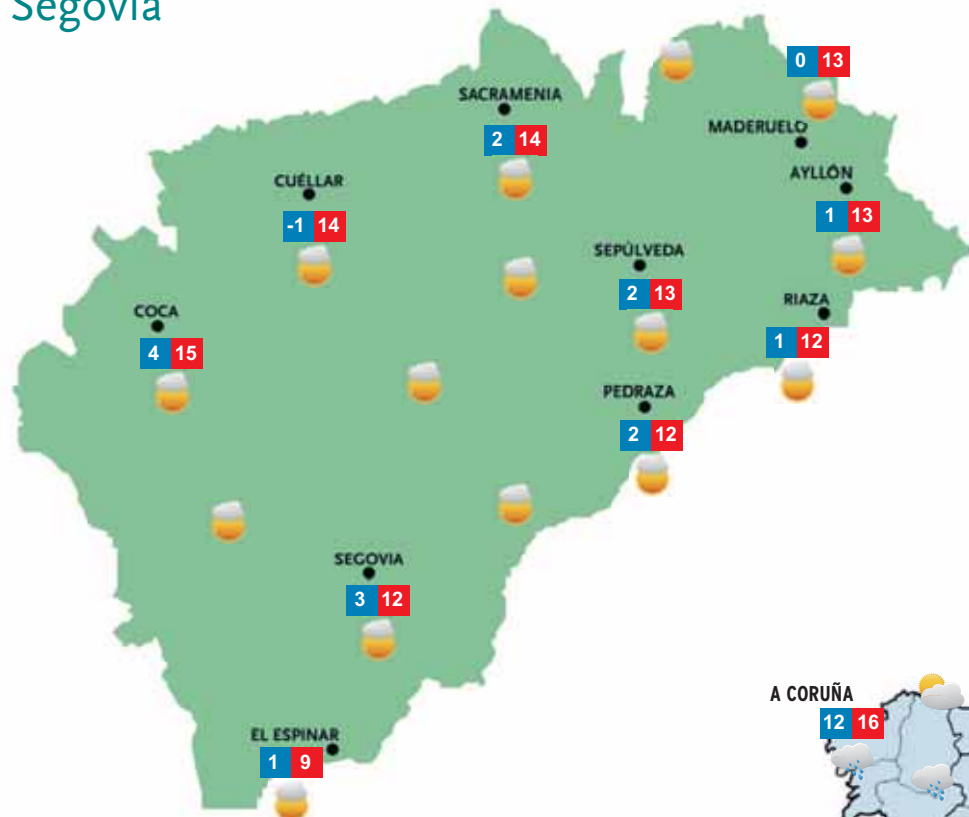 Segovia
0 13
SACRAMENIA
2 14
MADERUELO
AYLLÓN
1 13
CUÉLLAR
-1 14
SEPÚLVEDA
2 13
RIAZA
1 12
COCA
4 15
PEDRAZA
2 12
SEGOVIA
3 12
A CORUÑA
12 16
EL ESPINAR
1 9